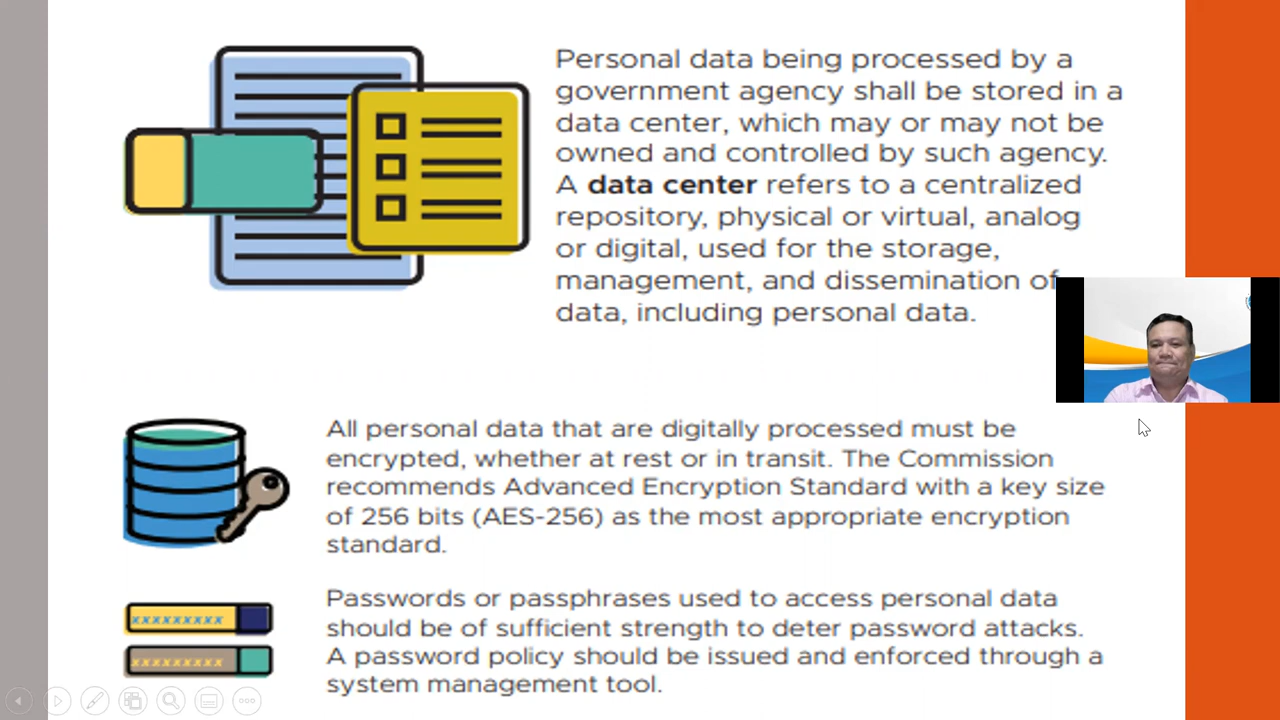 Personal data being processed by a
government agency shall be stored in a
data center, which may or may not be
owned and controlled by such agency.
A data center refers to a centralized
repository, physical or virtual, analog
or digital, used for the storage,
management, and dissemination of
data, including personal data.
All personal data that are digitally processed must be
encrypted, whether at rest or in transit. The Commission
recommends Advanced Encryption Standard with a key size
of 256 bits (AES-256) as the most appropriate encryption
standard.
xxxxxxxxx
xxxxxxxxx
Passwords or passphrases used to access personal data
should be of sufficient strength to deter password attacks.
A password policy should be issued and enforced through a
system management tool.